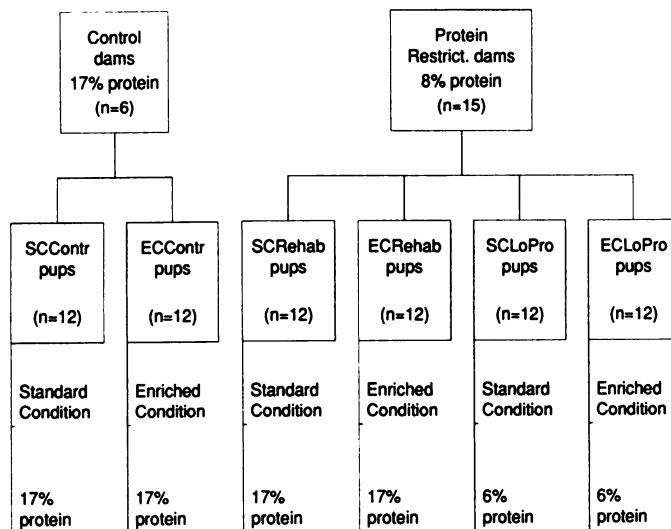 Control
dams
17% protein
(n=6)
Protein
Restrict. dams
8% protein
(n=15)
SCContr
pups
(n=12)
ECContr
pups
(n=12)
SCRehab
pups
(n=12)
ECRehab
pups
(n=12)
SCLoPro
pups
(n=12)
ECLoPro
pups
(n=12)
Standard
Condition
Enriched
Condition
Standard
Condition
Enriched
Condition
Standard
Condition
Enriched
Condition
17%
protein
17%
protein
17%
protein
17%
protein
6%
protein
6%
protein